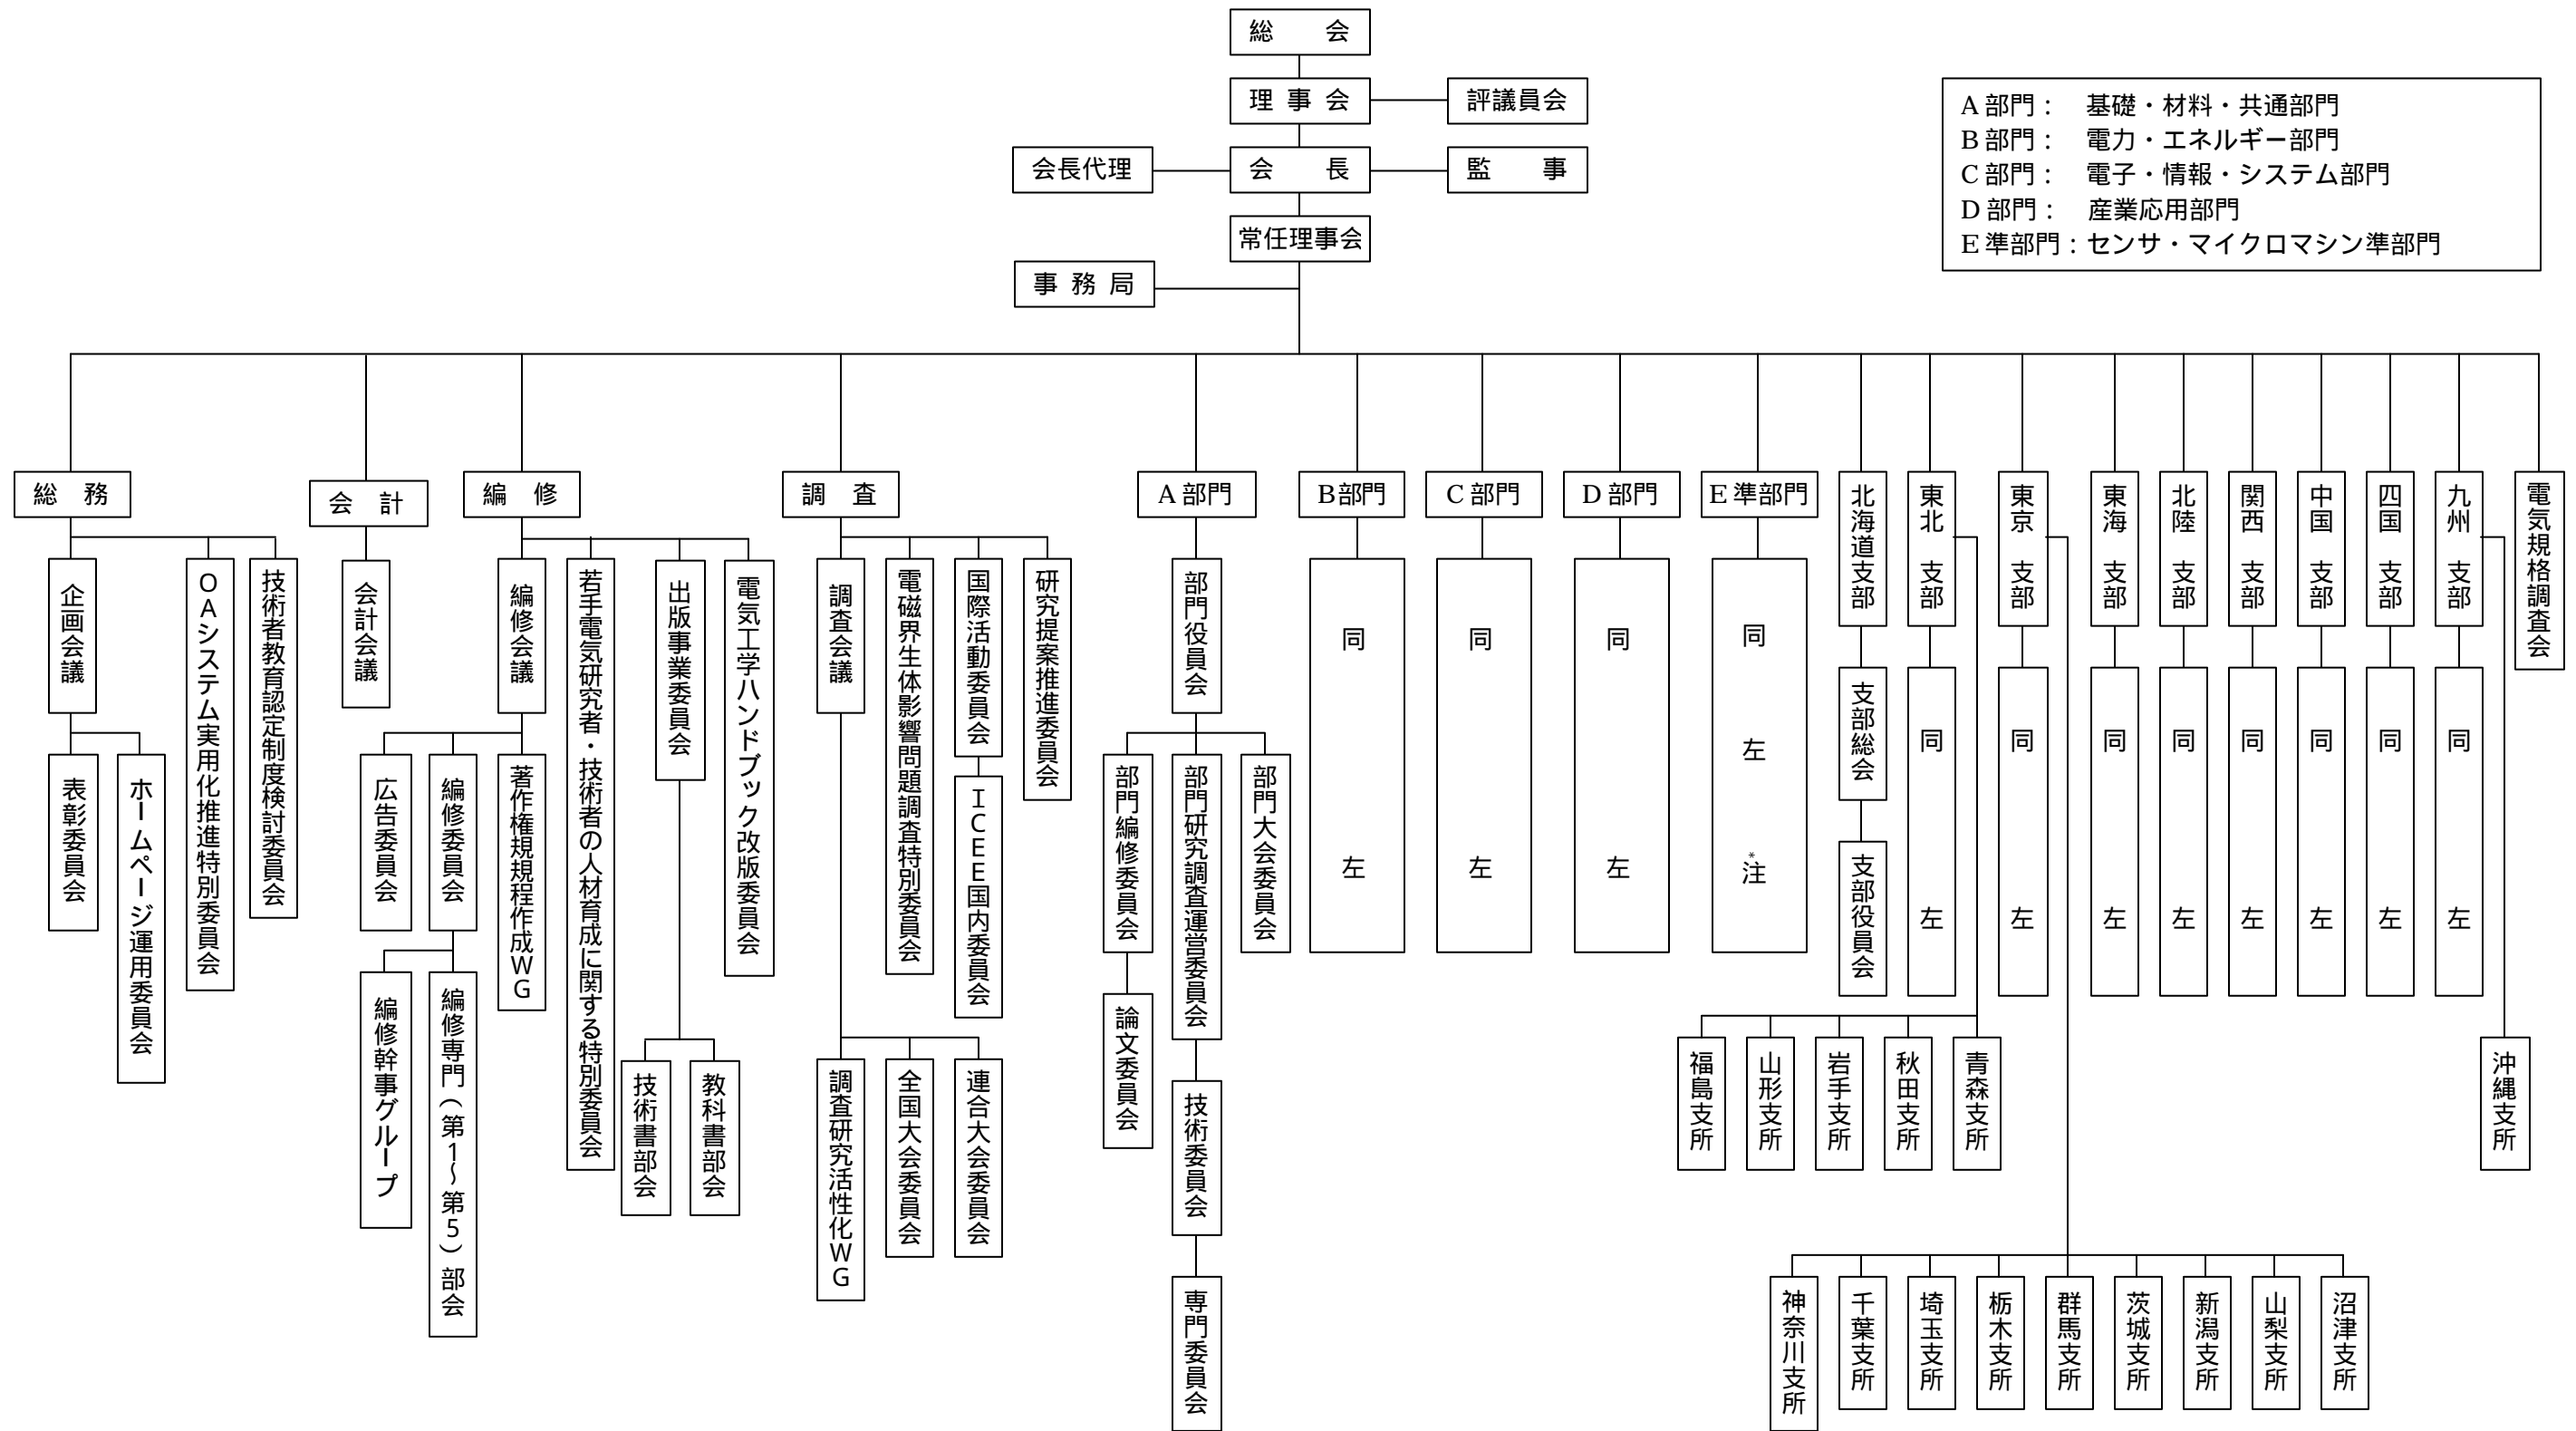 総 会
理 事 会
評議員会
会長代理
会 長
監 事
常任理事会
事 務 局
A 部門： 基礎・材料・共通部門
B 部門： 電力・エネルギー部門
C 部門： 電子・情報・システム部門
D 部門： 産業応用部門
E 準部門：センサ・マイクロマシン準部門
総 務
会 計
編 修
調 査
A 部門
B部門
C 部門
D 部門
E 準部門
北海道支部
東北 支部
東京 支部
東海 支部
北陸 支部
関西 支部
中国 支部
四国 支部
九州 支部
電気規格調査会
企画会議
OAシステム実用化推進特別委員会
技術者教育認定制度検討委員会
会計会議
編修会議
若手電気研究者・技術者の人材育成に関する特別委員会
出版事業委員会
電気工学ハンドブック改版委員会
調査会議
電磁界生体影響問題調査特別委員会
国際活動委員会
研究提案推進委員会
部門役員会
同 左
同 左
同 左
同 左 *注
支部総会
同 左
同 左
同 左
同 左
同 左
同 左
同 左
同 左
表彰委員会
ホームページ運用委員会
広告委員会
編修委員会
著作権規規程作成WG
ICEE国内委員会
部門編修委員会
部門研究調査運営委員会
部門大会委員会
支部役員会
編修幹事グループ
編修専門（第1～第5）部会
技術書部会
教科書部会
調査研究活性化WG
全国大会委員会
連合大会委員会
論文委員会
技術委員会
専門委員会
福島支所
山形支所
岩手支所
秋田支所
青森支所
沖縄支所
神奈川支所
千葉支所
埼玉支所
栃木支所
群馬支所
茨城支所
新潟支所
山梨支所
沼津支所